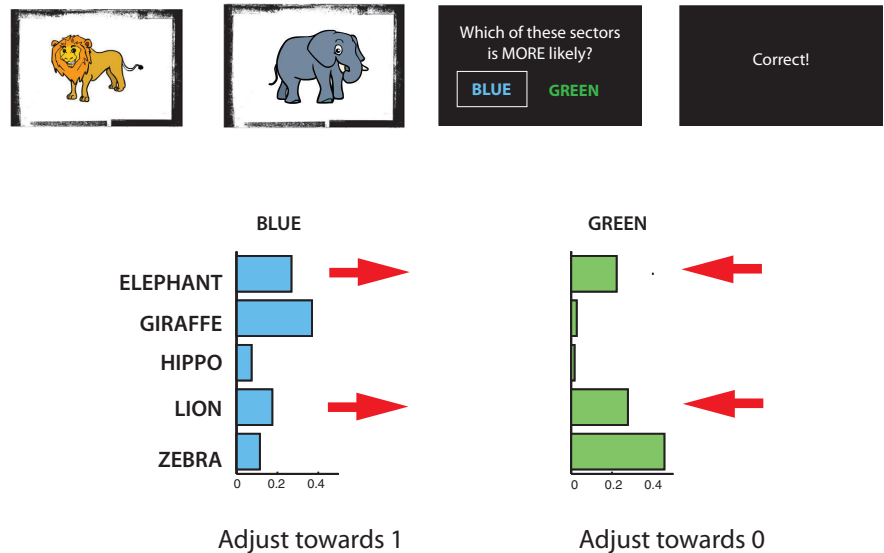 Which of these sectors
is MORE likely?
BLUE GREEN
Correct!
BLUE
GREEN
ELEPHANT
GIRAFFE
HIPPO
LION
ZEBRA
0 0.2 0.4
0 0.2 0.4
Adjust towards 1
Adjust towards 0